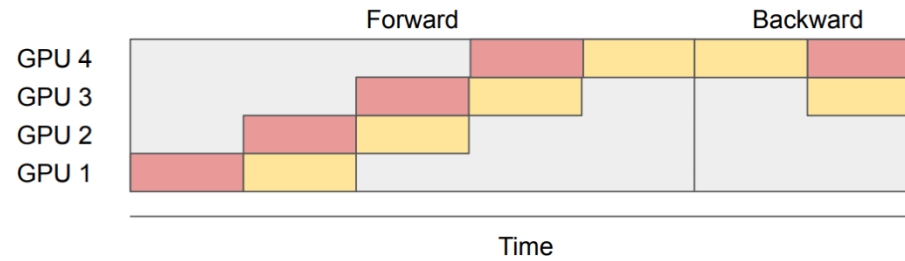 Forward
Backward
GPU 4
GPU 3
GPU 2
GPU 1
Time